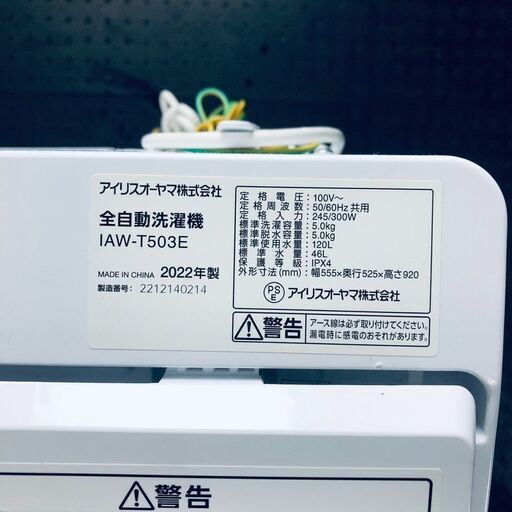 アイリスオーヤマ株式会社
全自動洗濯機
IAW-T503E
MADE IN CHINA 2022年製
製造番号: 2212140214
定格電圧: 100V～
定格周波数: 50/60Hz共用
定格入力: 245/300W
標準洗濯容量: 5.0kg
標準脱水容量: 5.0kg
標準使用水量: 120L
標準水量: 46L
保護等級: IPX4
外形寸法(mm): 幅555×奥行525×高さ920
PSE アイリスオーヤマ株式会社
警告
アース線は必ず取り付けてください。
漏電時に感電のおそれがあります。
警告